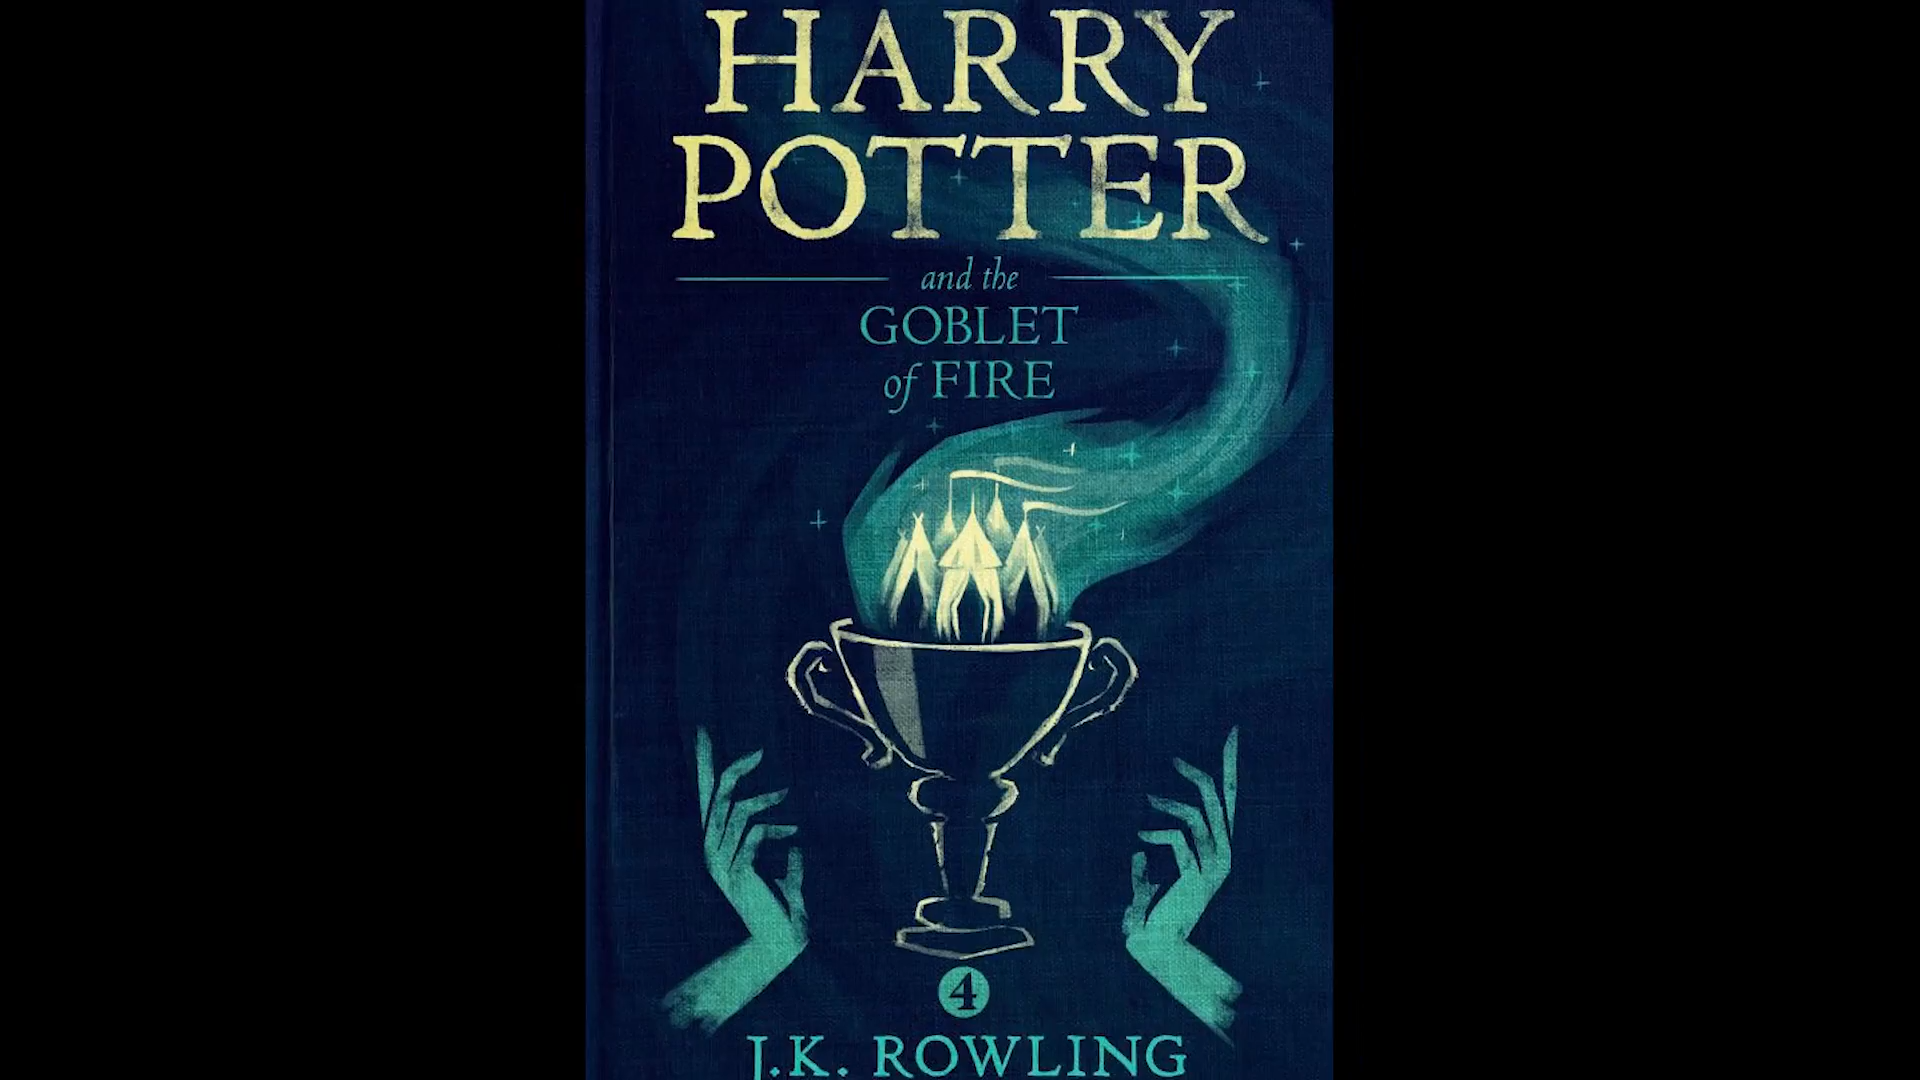 HARRY
POTTER
and the
GOBLET
of FIRE
4
J.K. ROWLING